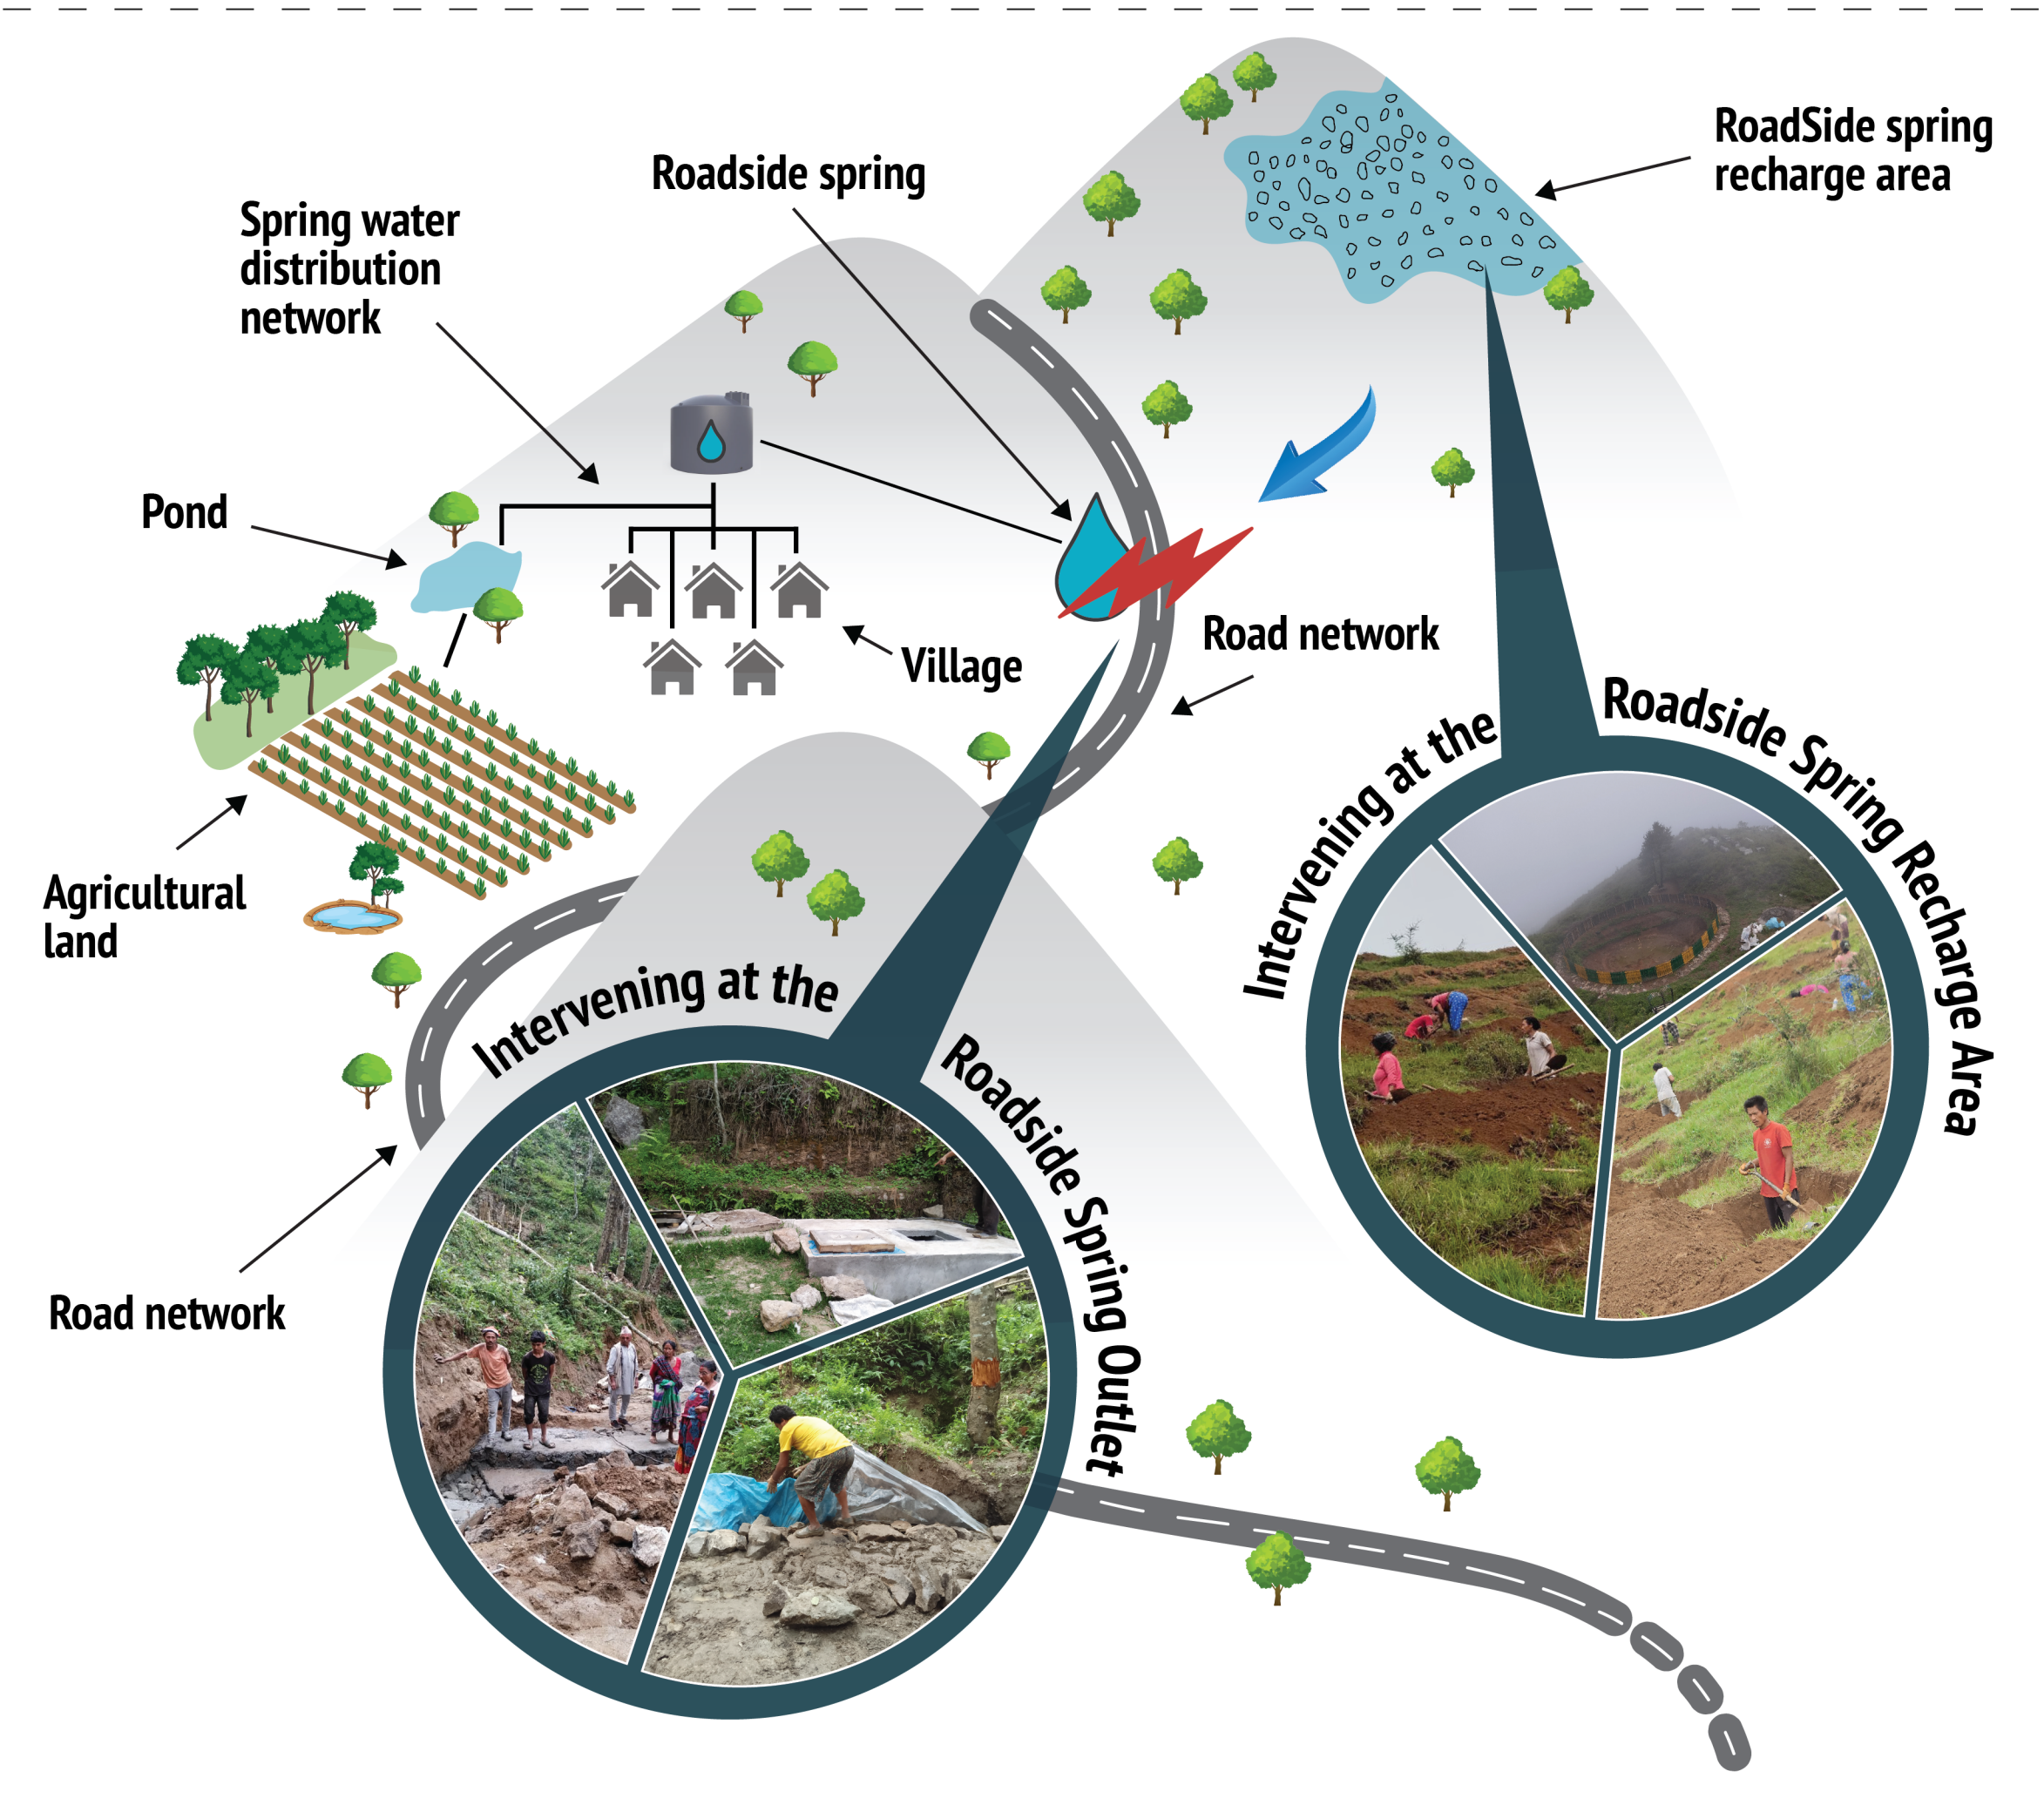 RoadSide spring
recharge area
Roadside spring
Spring water
distribution
network
Pond
Road network
Village
Agricultural
land
Intervening at the Roadside Spring Recharge Area
Intervening at the Roadside Spring Outlet
Road network